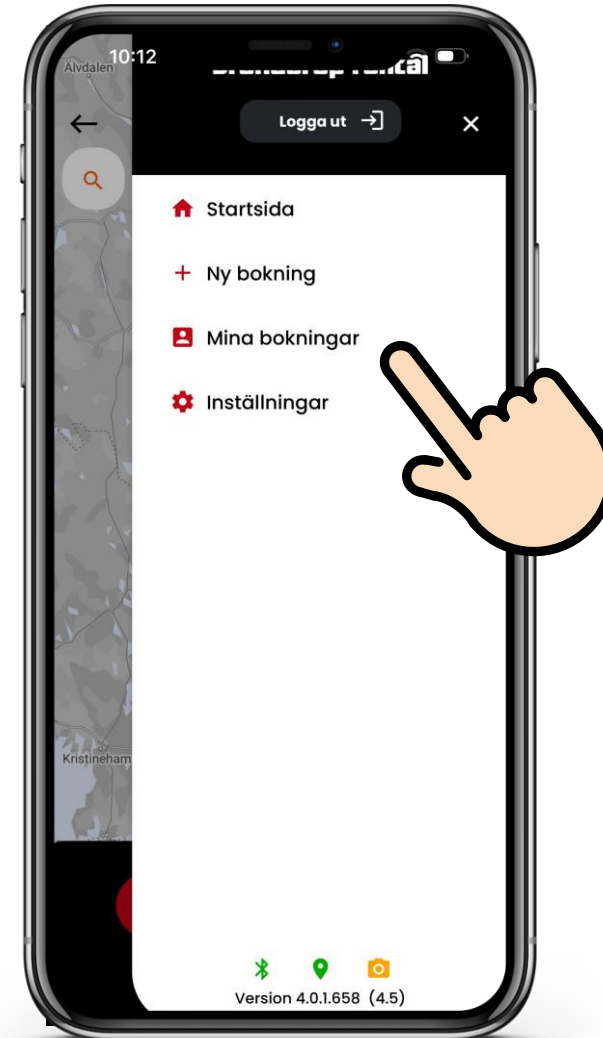 Älvdalen
10:12
Logga ut
Startsida
Ny bokning
Mina bokningar
Inställningar
Kristineham
Version 4.0.1.658 (4.5)